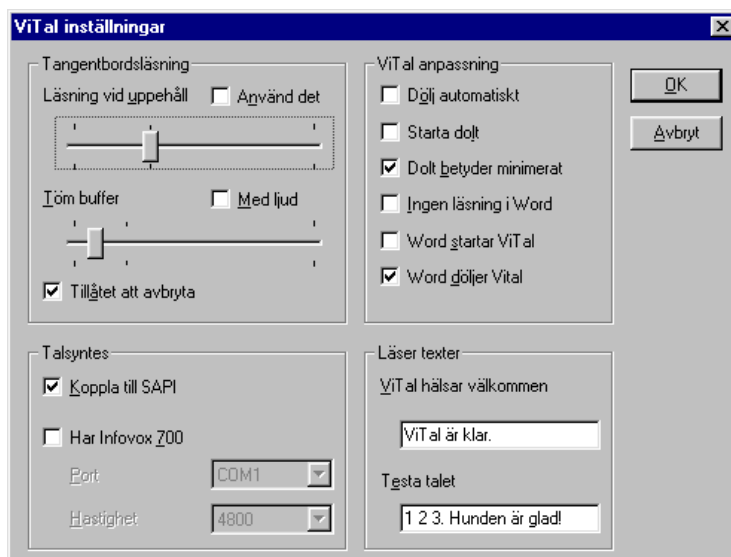 ViTal inställningar
Tangentbordsläsning
Läsning vid uppehåll Använd det
Töm buffer Med ljud
Tillåtet att avbryta
ViTal anpassning
Dölj automatiskt
Starta dolt
Dolt betyder minimerat
Ingen läsning i Word
Word startar ViTal
Word döljer Vital
OK
Avbryt
Talsyntes
Koppla till SAPI
Har Infovox 700
Port COM1
Hastighet 4800
Läser texter
ViTal hälsar välkommen
ViTal är klar.
Testa talet
1 2 3. Hunden är glad!